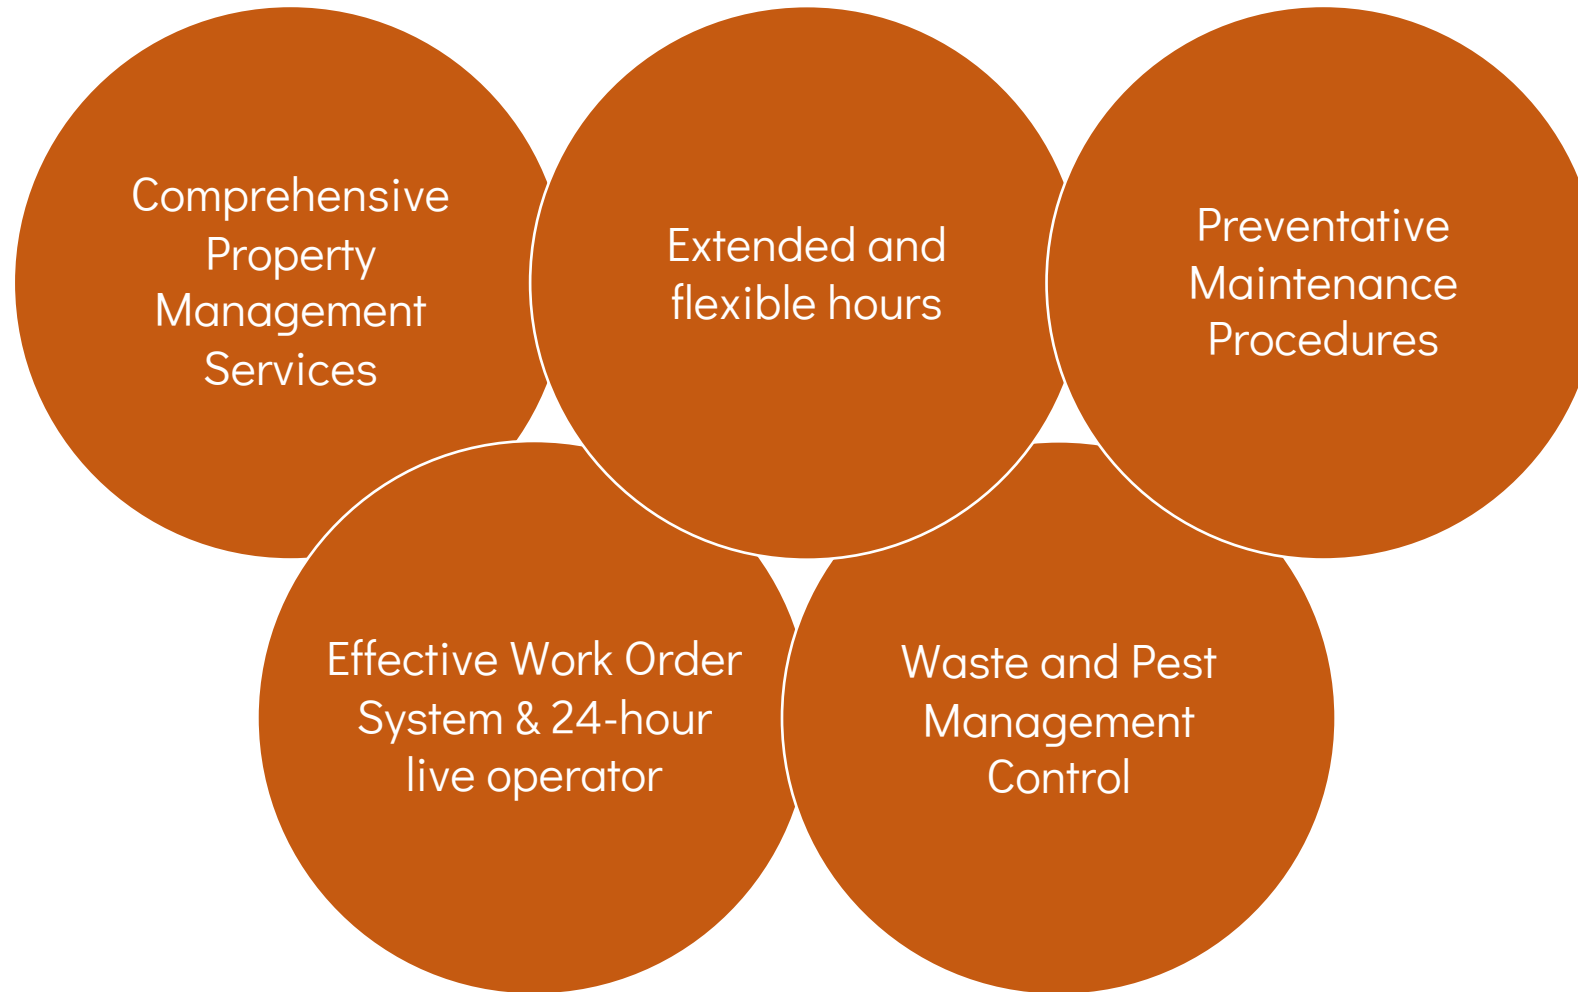 Comprehensive
Property
Management
Services
Extended and
flexible hours
Preventative
Maintenance
Procedures
Effective Work Order
System & 24-hour
live operator
Waste and Pest
Management
Control